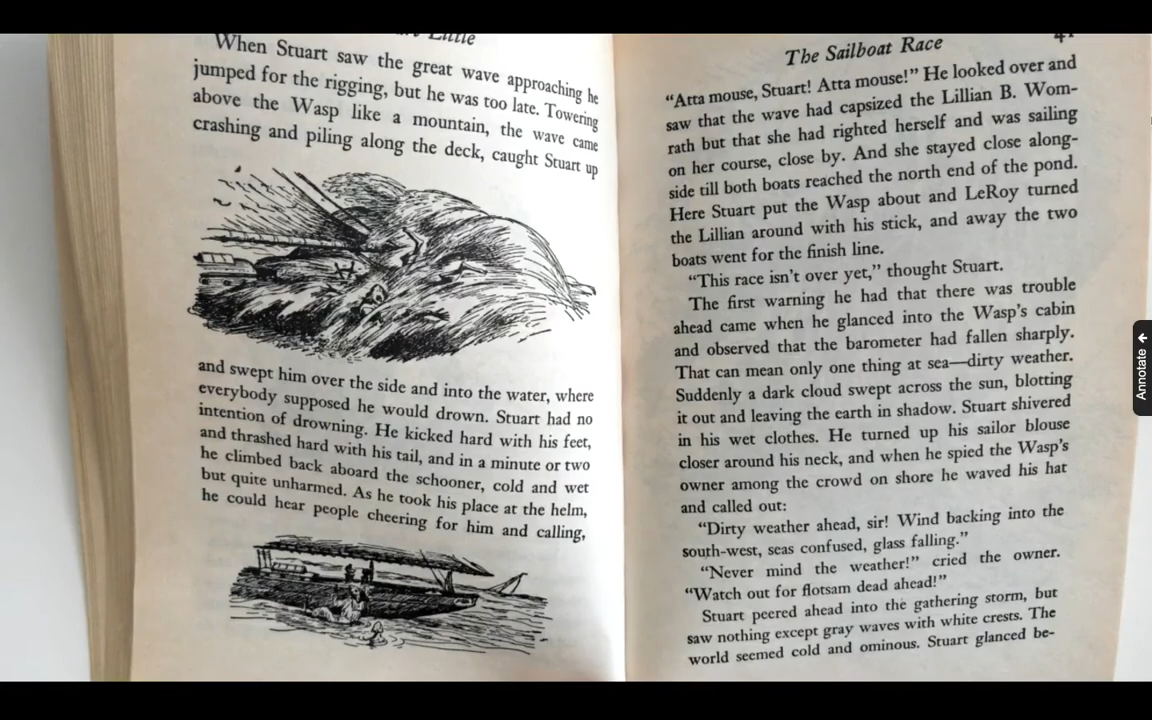 Little
When Stuart saw the great wave approaching he
jumped for the rigging, but he was too late. Towering
above the Wasp like a mountain, the wave came
crashing and piling along the deck, caught Stuart up
and swept him over the side and into the water, where
everybody supposed he would drown. Stuart had no
intention of drowning. He kicked hard with his feet,
and thrashed hard with his tail, and in a minute or two
he climbed back aboard the schooner, cold and wet
but quite unharmed. As he took his place at the helm,
he could hear people cheering for him and calling,
The Sailboat Race
41
“Atta mouse, Stuart! Atta mouse!” He looked over and
saw that the wave had capsized the Lillian B. Wom-
rath but that she had righted herself and was sailing
on her course, close by. And she stayed close along-
side till both boats reached the north end of the pond.
Here Stuart put the Wasp about and LeRoy turned
the Lillian around with his stick, and away the two
boats went for the finish line.
“This race isn’t over yet,” thought Stuart.
The first warning he had that there was trouble
ahead came when he glanced into the Wasp’s cabin
and observed that the barometer had fallen sharply.
That can mean only one thing at sea—dirty weather.
Suddenly a dark cloud swept across the sun, blotting
it out and leaving the earth in shadow. Stuart shivered
in his wet clothes. He turned up his sailor blouse
closer around his neck, and when he spied the Wasp’s
owner among the crowd on shore he waved his hat
and called out:
“Dirty weather ahead, sir! Wind backing into the
south-west, seas confused, glass falling.”
“Never mind the weather!” cried the owner.
“Watch out for flotsam dead ahead!”
Stuart peered ahead into the gathering storm, but
saw nothing except gray waves with white crests. The
world seemed cold and ominous. Stuart glanced be-
Annotate